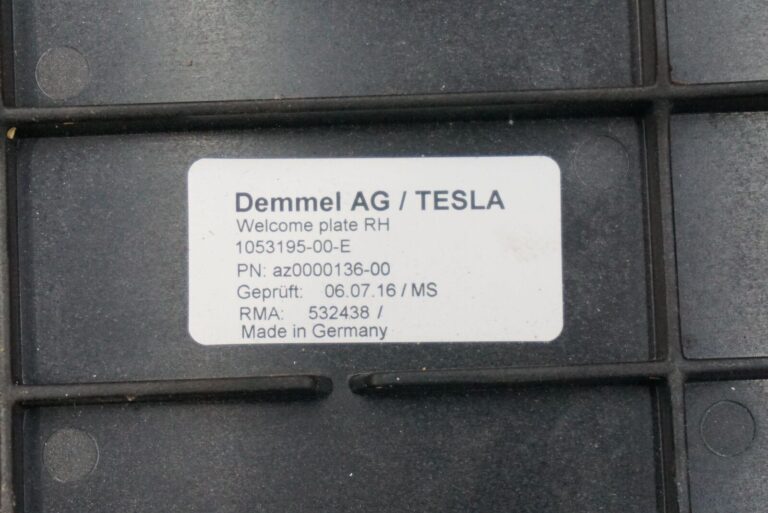 Demmel AG / TESLA
Welcome plate RH
1053195-00-E
PN: az0000136-00
Geprüft: 06.07.16 / MS
RMA: 532438 /
Made in Germany